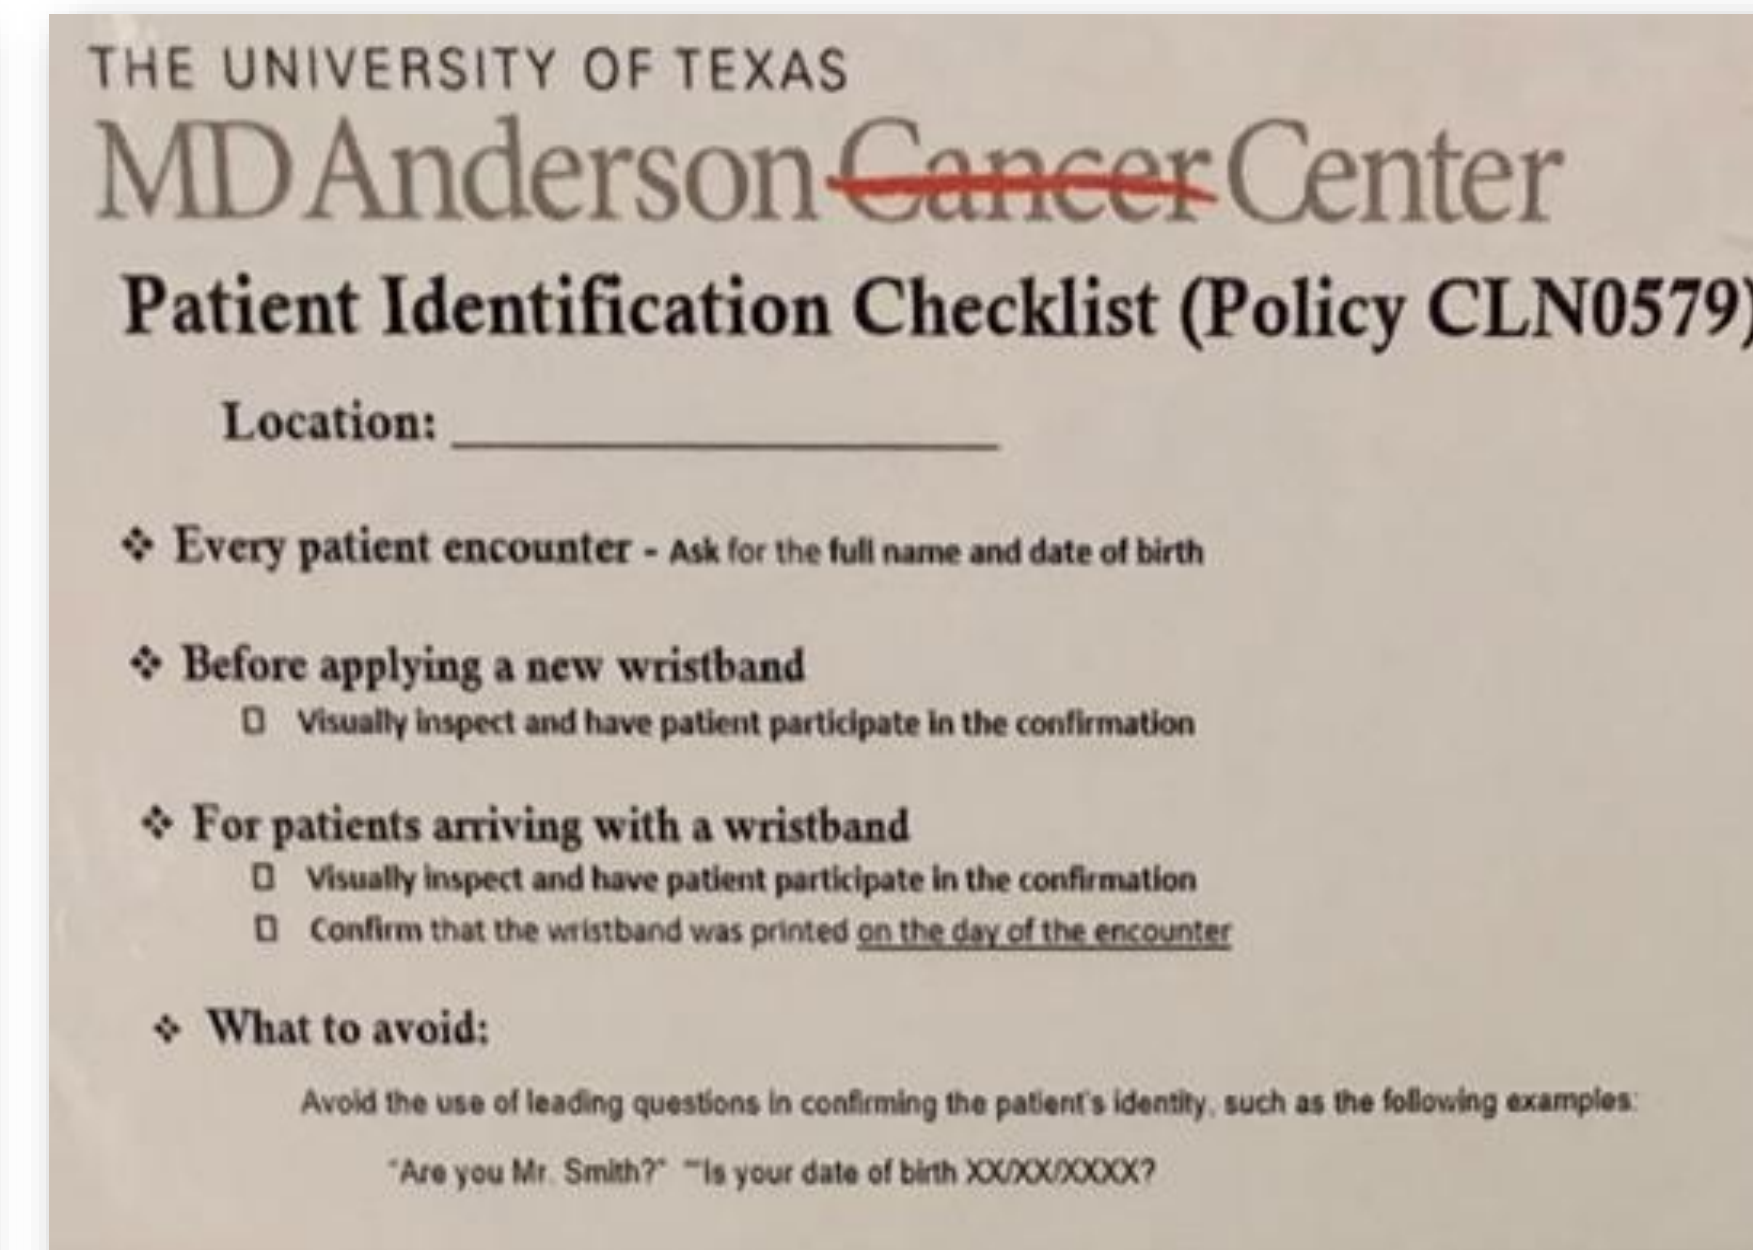 THE UNIVERSITY OF TEXAS
MD Anderson Cancer Center
Patient Identification Checklist (Policy CLN0579)
Location: ____________________
❖ Every patient encounter - Ask for the full name and date of birth
❖ Before applying a new wristband
☐ Visually inspect and have patient participate in the confirmation
❖ For patients arriving with a wristband
☐ Visually inspect and have patient participate in the confirmation
☐ Confirm that the wristband was printed on the day of the encounter
❖ What to avoid:
Avoid the use of leading questions in confirming the patient's identity, such as the following examples:
"Are you Mr. Smith?" ""Is your date of birth XX/XX/XXXX?